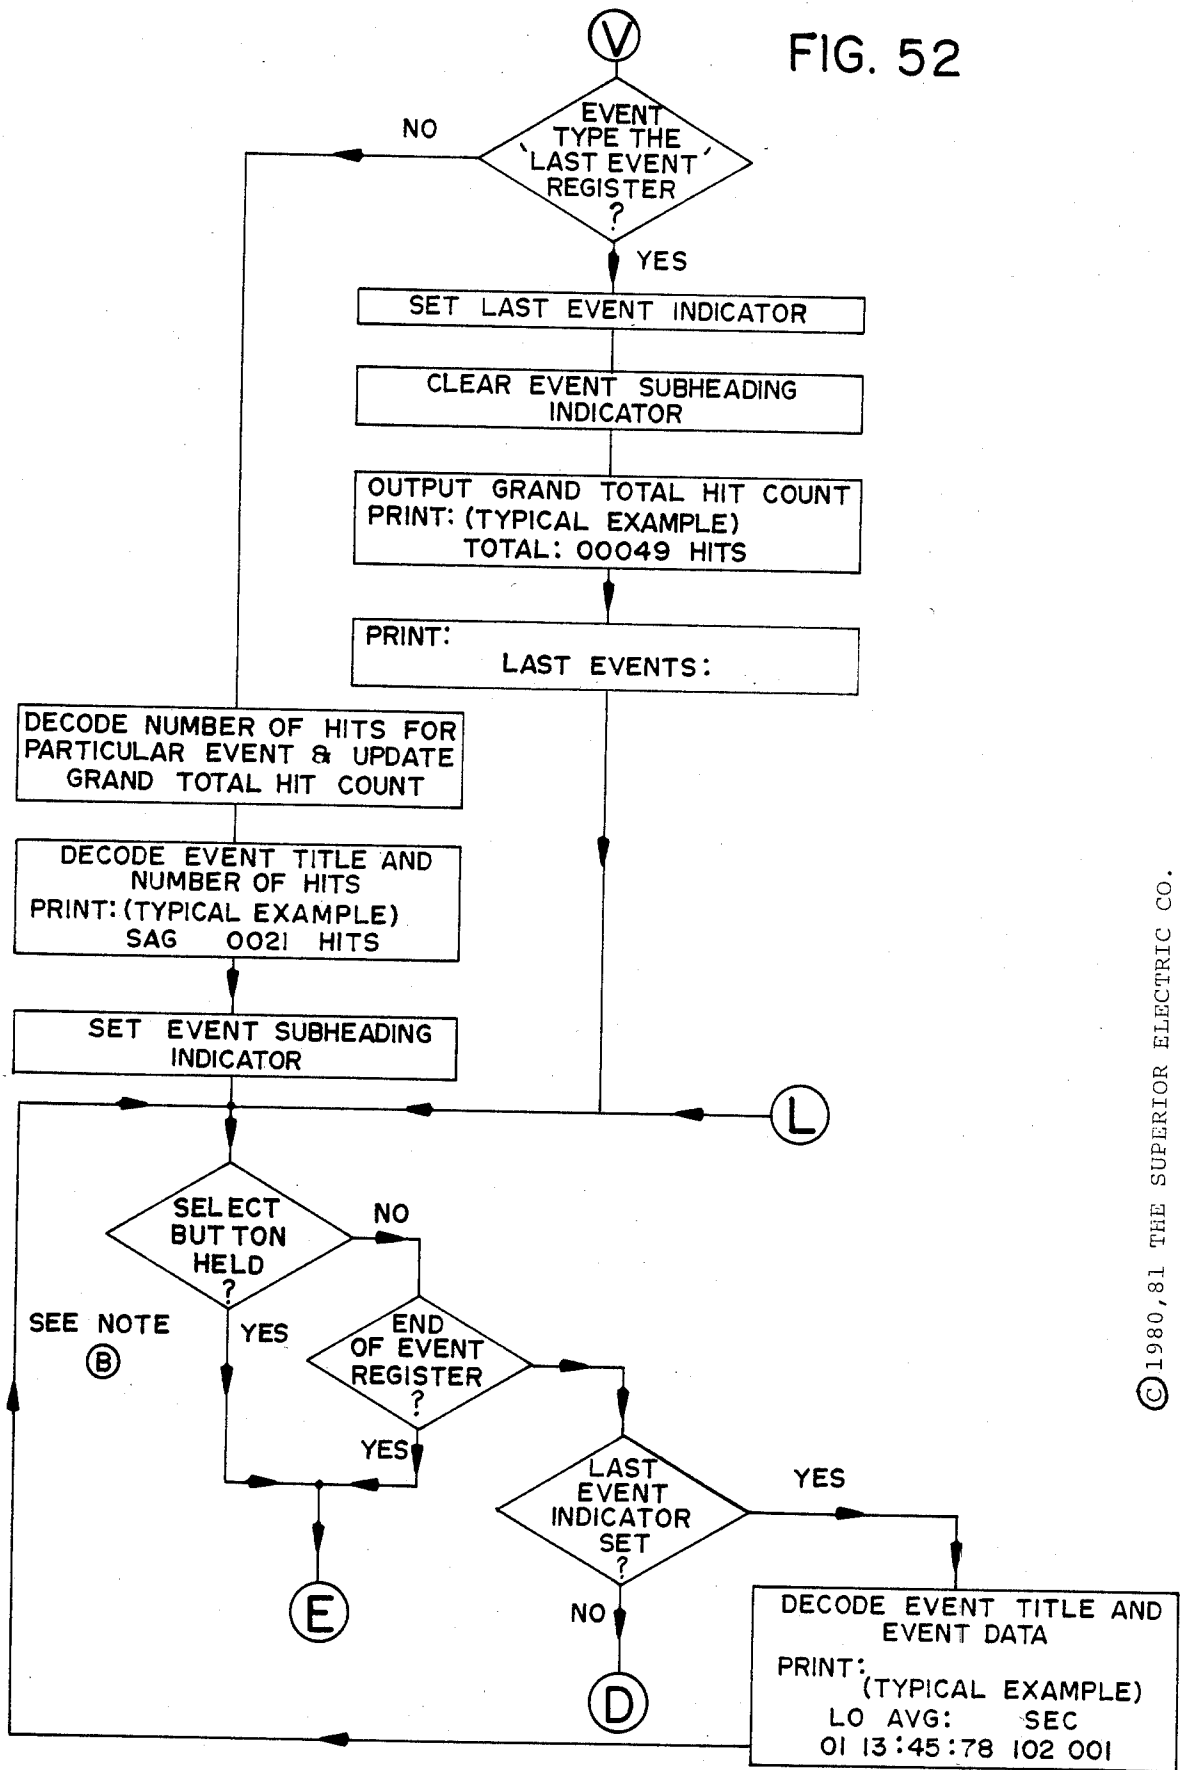 V
FIG. 52
EVENT
TYPE THE
'LAST EVENT'
REGISTER
?
NO
YES
SET LAST EVENT INDICATOR
CLEAR EVENT SUBHEADING
INDICATOR
OUTPUT GRAND TOTAL HIT COUNT
PRINT: (TYPICAL EXAMPLE)
TOTAL: 00049 HITS
PRINT:
LAST EVENTS:
DECODE NUMBER OF HITS FOR
PARTICULAR EVENT & UPDATE
GRAND TOTAL HIT COUNT
DECODE EVENT TITLE AND
NUMBER OF HITS
PRINT: (TYPICAL EXAMPLE)
SAG 0021 HITS
SET EVENT SUBHEADING
INDICATOR
L
SELECT
BUTTON
HELD
?
NO
YES
SEE NOTE
B
END
OF EVENT
REGISTER
?
YES
LAST
EVENT
INDICATOR
SET
?
YES
NO
E
D
DECODE EVENT TITLE AND
EVENT DATA
PRINT:
(TYPICAL EXAMPLE)
LO AVG: SEC
01 13:45:78 102 001
©1980,81 THE SUPERIOR ELECTRIC CO.